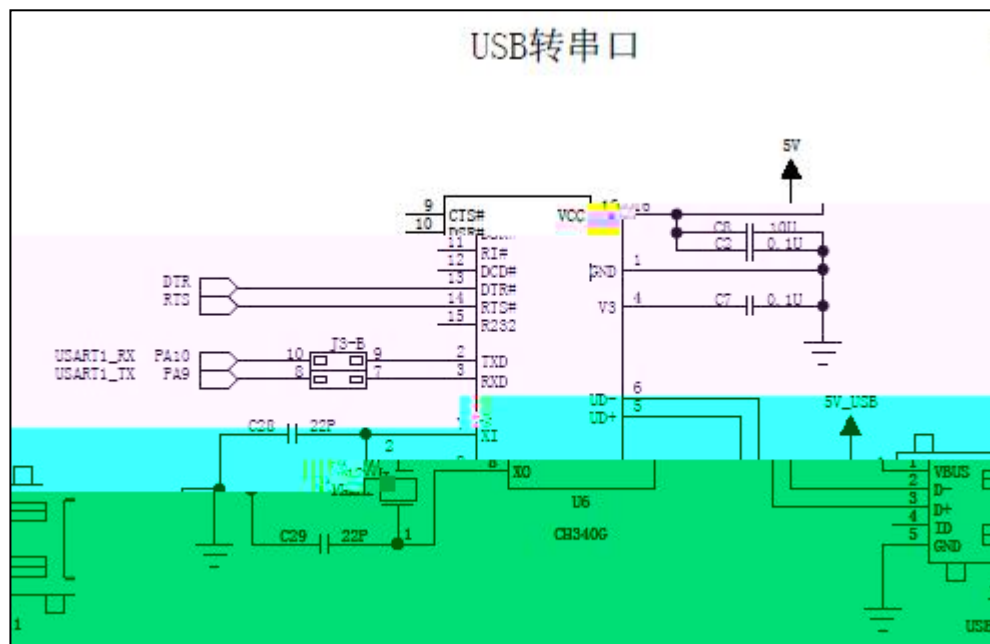 USB转串口
5V
9 CTS# VCC
10
11 RI# C2 0.1U
12 DCD# GND 1
DTR 13 DTR#
RTS 14 RTS# V3 4 C7 0.1U
15 R232
J3-B
USART1_RX PA10 10 9 2 TXD
USART1_TX PA9 8 7 3 RXD
UD- 6
UD+ 5 5V_USB
C28 22P XI
2
8 XO 1 VBUS
2 D-
U6 3 D+
4 ID
C29 22P 1 CH340G 5 GND
1 USB